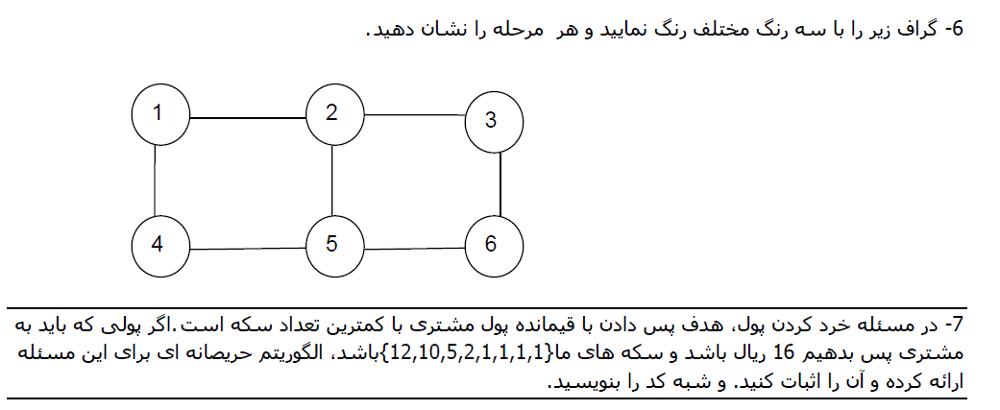 6- گراف زیر را با سه رنگ مختلف رنگ نمایید و هر مرحله را نشان دهید.
1 2 3
4 5 6
7- در مسئله خرد کردن پول، هدف پس دادن با قیمانده پول مشتری با کمترین تعداد سکه است.اگر پولی که باید به
مشتری پس بدهیم 16 ریال باشد و سکه های ما{12,10,5,2,1,1,1,1}باشد، الگوریتم حریصانه ای برای این مسئله
ارائه کرده و آن را اثبات کنید. و شبه کد را بنویسید.